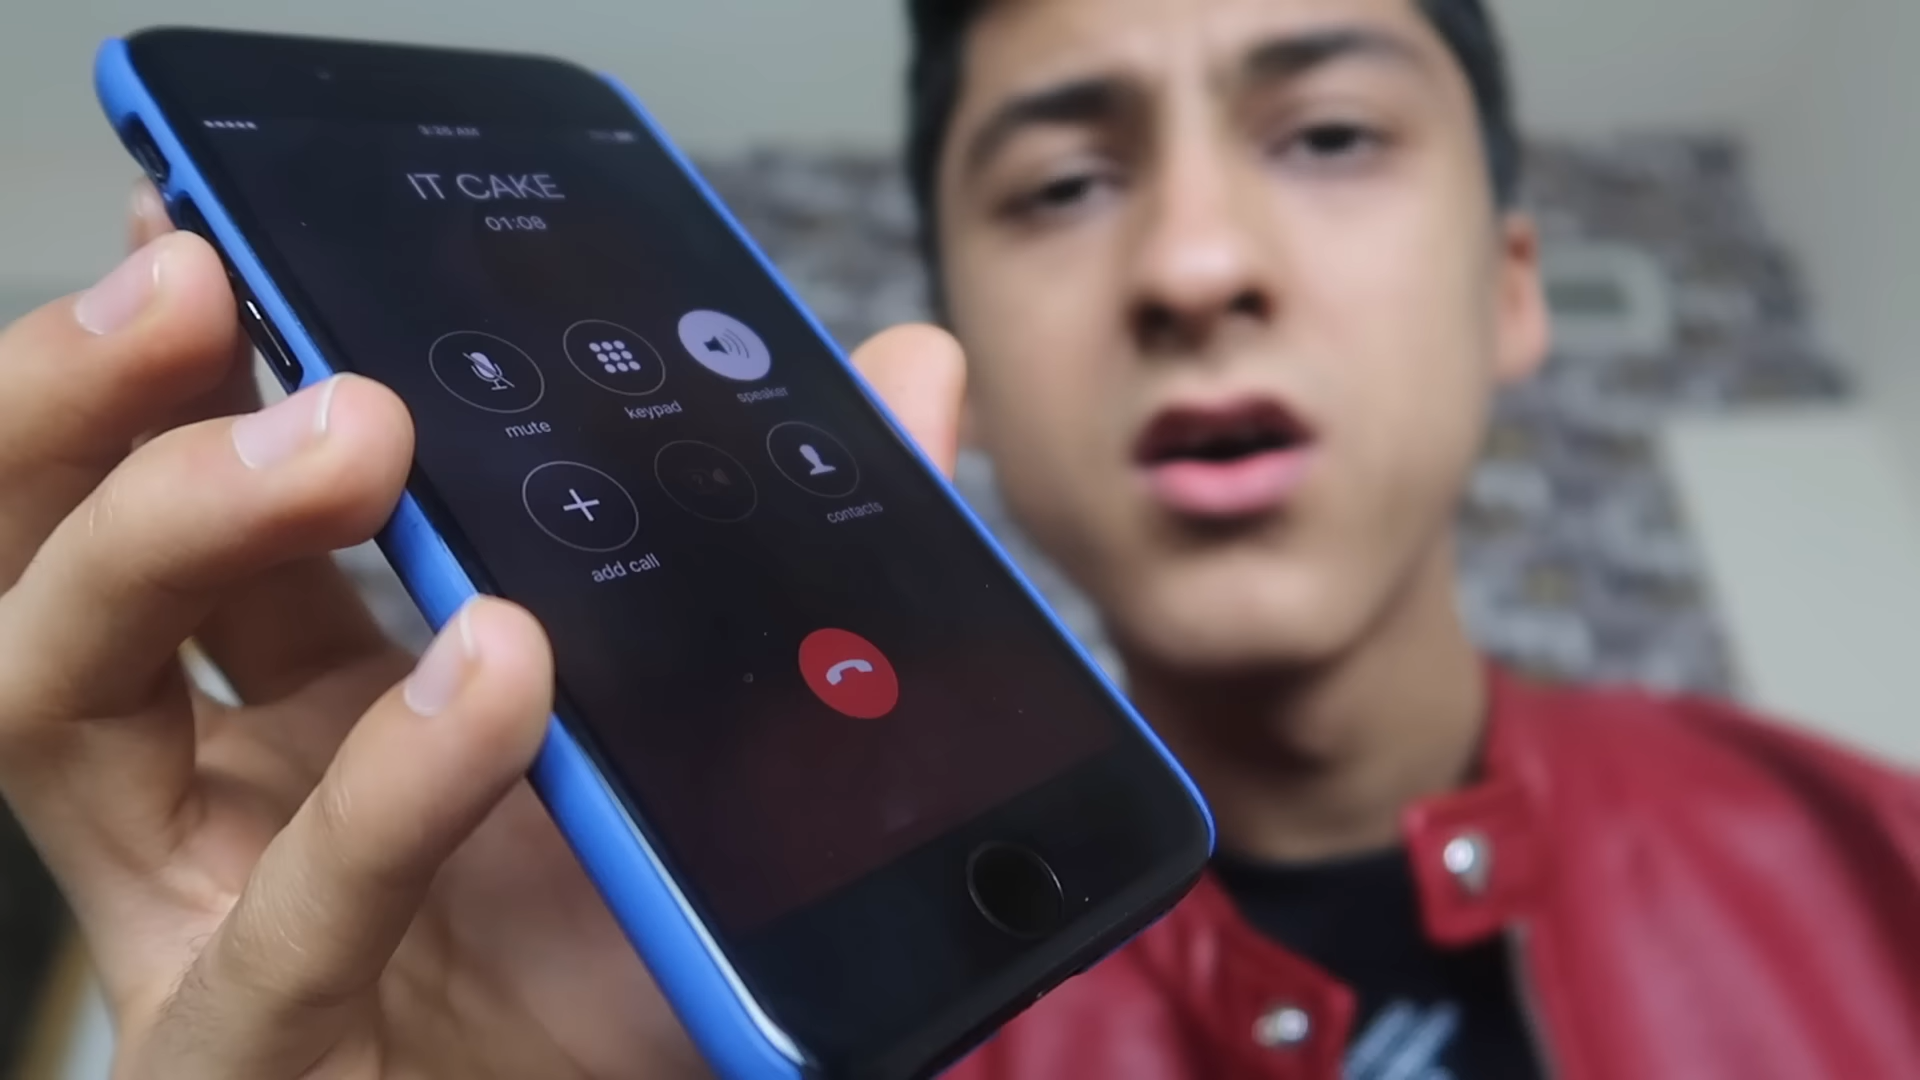 IT CAKE
01:08
mute
keypad
speaker
add call
contacts